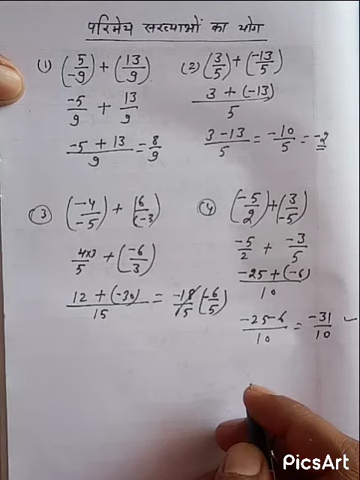 परिमेय सख्याओं का योग
(1) (5/-9) + (13/9)
-5/9 + 13/9
-5 + 13/9 = 8/9
(2) (3/5) + (-13/5)
3 + (-13)/5
3-13/5 = -10/5 = -2
(3) (-4/-5) + (6/(-3)
4×3/5 + (-6/3)
12 + (-30)/15 = -18/15 (-6/5)
(4) (-5/2) + (3/-5)
-5/2 + -3/5
-25 + (-6)/10
-25-6/10 = -31/10
PicsArt